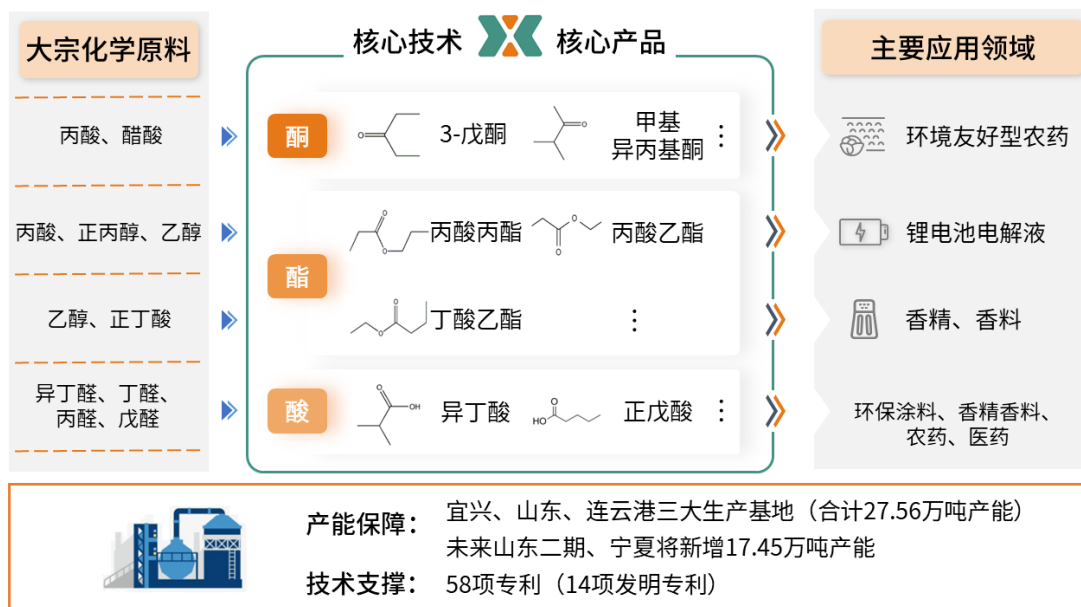 大宗化学原料
核心技术
核心产品
主要应用领域
丙酸、醋酸
酮
O
3-戊酮
O
甲基
异丙基酮
⋮
环境友好型农药
丙酸、正丙醇、乙醇
酯
O
O
丙酸丙酯
O
O
丙酸乙酯
锂电池电解液
乙醇、正丁酸
O
O
丁酸乙酯
⋮
香精、香料
异丁醛、丁醛、
丙醛、戊醛
酸
O
OH
异丁酸
O
HO
正戊酸
⋮
环保涂料、香精香料、
农药、医药
产能保障：
宜兴、山东、连云港三大生产基地（合计27.56万吨产能）
未来山东二期、宁夏将新增17.45万吨产能
技术支撑：
58项专利（14项发明专利）